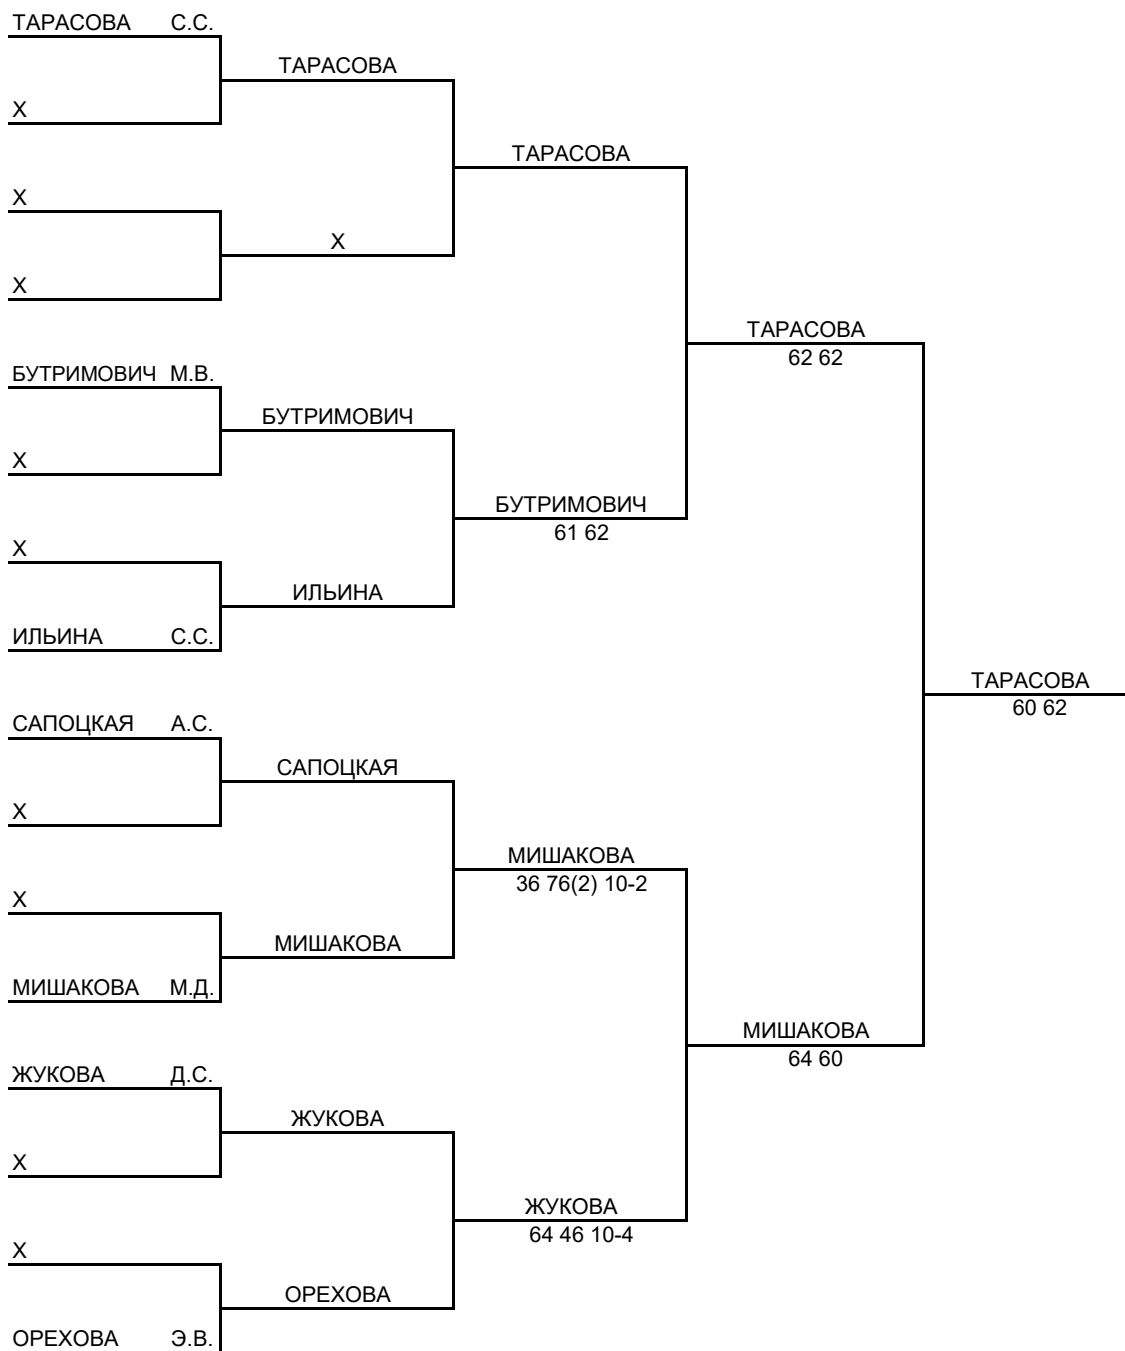 ТАРАСОВА С.С.
ТАРАСОВА
X
ТАРАСОВА
X
X
X
ТАРАСОВА
62 62
БУТРИМОВИЧ М.В.
БУТРИМОВИЧ
X
БУТРИМОВИЧ
61 62
X
ИЛЬИНА
ИЛЬИНА С.С.
ТАРАСОВА
60 62
САПОЦКАЯ А.С.
САПОЦКАЯ
X
МИШАКОВА
36 76(2) 10-2
X
МИШАКОВА
МИШАКОВА М.Д.
МИШАКОВА
64 60
ЖУКОВА Д.С.
ЖУКОВА
X
ЖУКОВА
64 46 10-4
X
ОРЕХОВА
ОРЕХОВА Э.В.